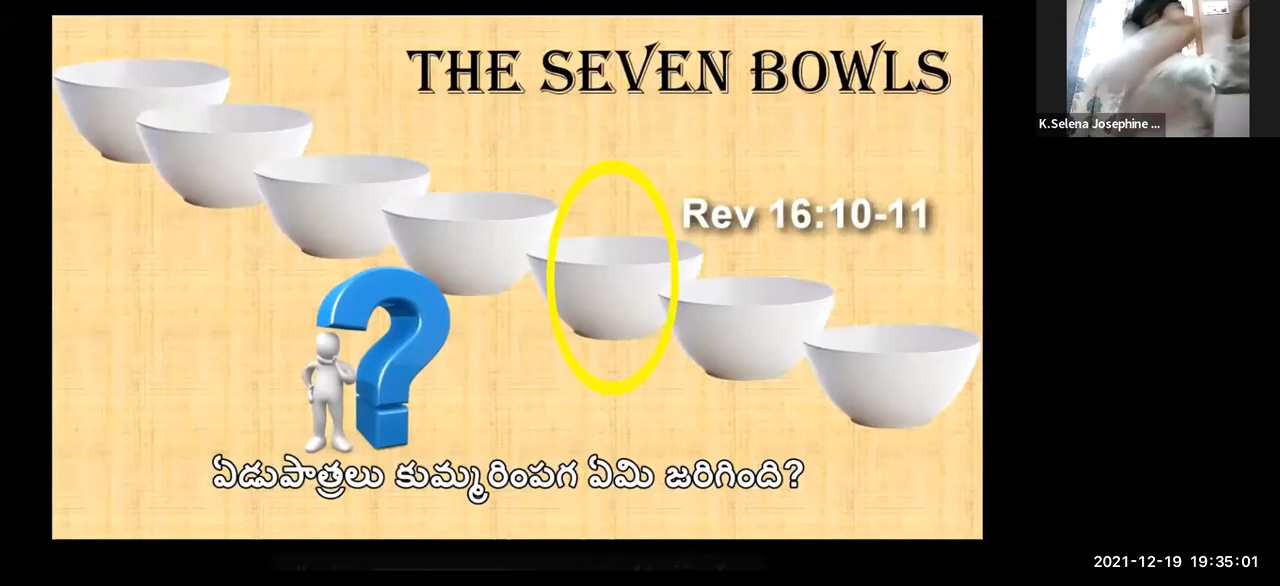 THE SEVEN BOWLS
K.Selena Josephine ...
Rev 16:10-11
ఏడుపాత్రలు కుమ్మరింపగ ఏమి జరిగింది?
2021-12-19 19:35:01